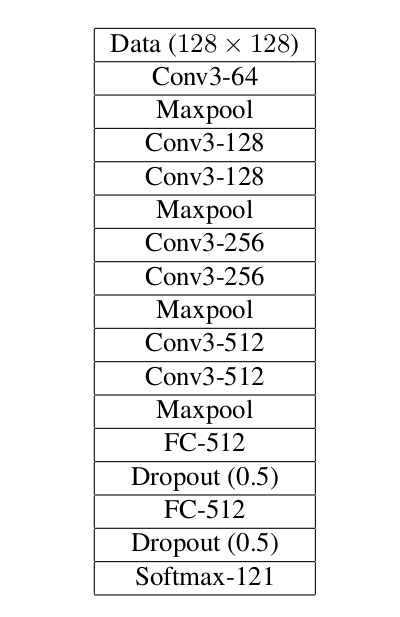 Data (128 × 128)
Conv3-64
Maxpool
Conv3-128
Conv3-128
Maxpool
Conv3-256
Conv3-256
Maxpool
Conv3-512
Conv3-512
Maxpool
FC-512
Dropout (0.5)
FC-512
Dropout (0.5)
Softmax-121